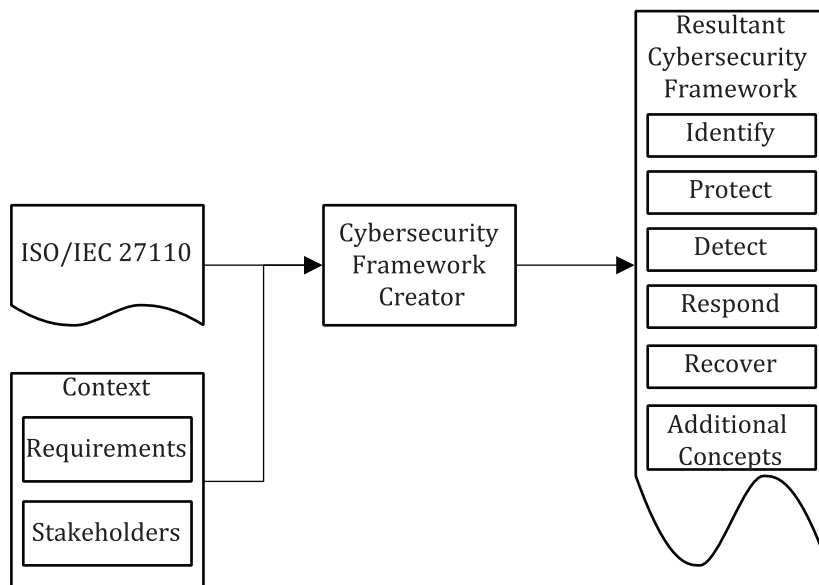 ISO/IEC 27110
Context
Requirements
Stakeholders
Cybersecurity
Framework
Creator
Resultant
Cybersecurity
Framework
Identify
Protect
Detect
Respond
Recover
Additional
Concepts